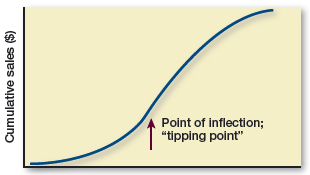 Cumulative sales ($)
Point of inflection;
“tipping point”